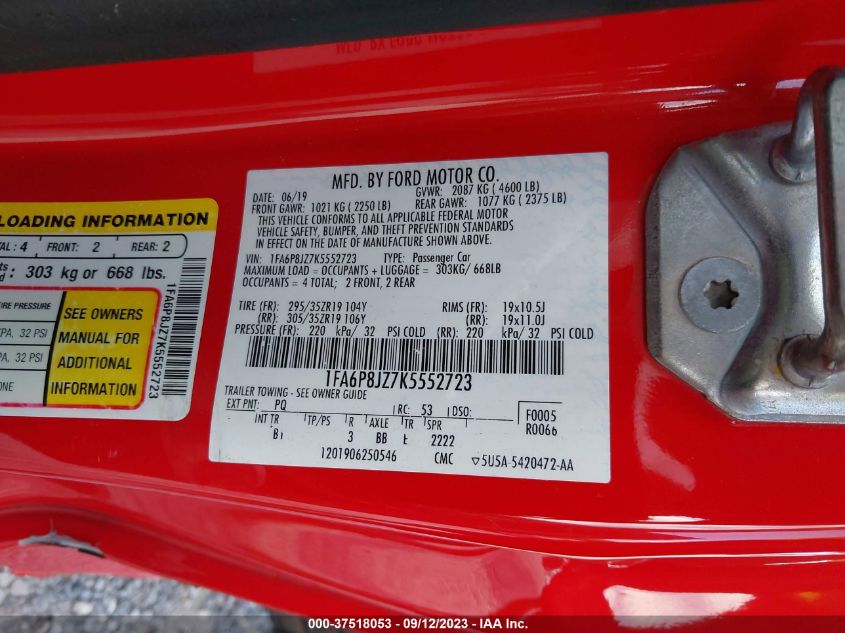 MFD. BY FORD MOTOR CO.
DATE: 06/19 GVWR: 2087 KG ( 4600 LB)
FRONT GAWR: 1021 KG ( 2250 LB) REAR GAWR: 1077 KG ( 2375 LB)
THIS VEHICLE CONFORMS TO ALL APPLICABLE FEDERAL MOTOR
VEHICLE SAFETY, BUMPER, AND THEFT PREVENTION STANDARDS
IN EFFECT ON THE DATE OF MANUFACTURE SHOWN ABOVE.
VIN: 1FA6P8JZ7K5552723 TYPE: Passenger Car
MAXIMUM LOAD = OCCUPANTS + LUGGAGE = 303KG/ 668LB
OCCUPANTS = 4 TOTAL; 2 FRONT, 2 REAR
TIRE (FR): 295/35ZR19 104Y RIMS (FR): 19x10.5J
(RR): 305/35ZR19 106Y (RR): 19x11.0J
PRESSURE (FR): 220 kPa/ 32 PSI COLD (RR): 220 kPa/ 32 PSI COLD
1FA6P8JZ7K5552723
TRAILER TOWING - SEE OWNER GUIDE
EXT PNT: PQ RC: 53 DSO: F0005
INT TR TP/PS R AXLE TR SPR R0066
3 BB 2222
1201906250546 CMC 5U5A-5420472-AA
LOADING INFORMATION
4 FRONT: 2 REAR: 2
303 kg or 668 lbs.
PRESSURE
32 PSI
32 PSI
SEE OWNERS
MANUAL FOR
ADDITIONAL
INFORMATION
1FA6P8JZ7K5552723
000-37518053 - 09/12/2023 - IAA Inc.